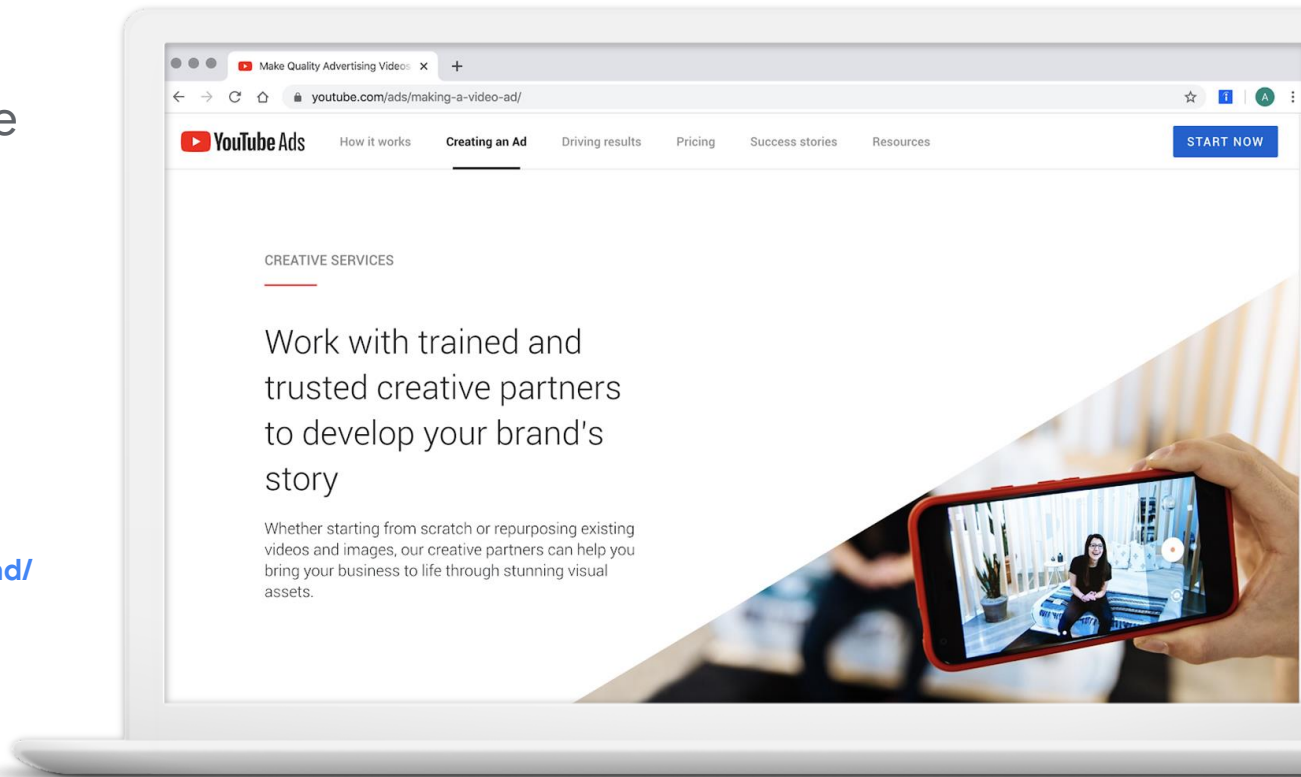 e
ad/
Make Quality Advertising Videos
youtube.com/ads/making-a-video-ad/
A
YouTube Ads How it works Creating an Ad Driving results Pricing Success stories Resources START NOW
CREATIVE SERVICES
Work with trained and
trusted creative partners
to develop your brand's
story
Whether starting from scratch or repurposing existing
videos and images, our creative partners can help you
bring your business to life through stunning visual
assets.